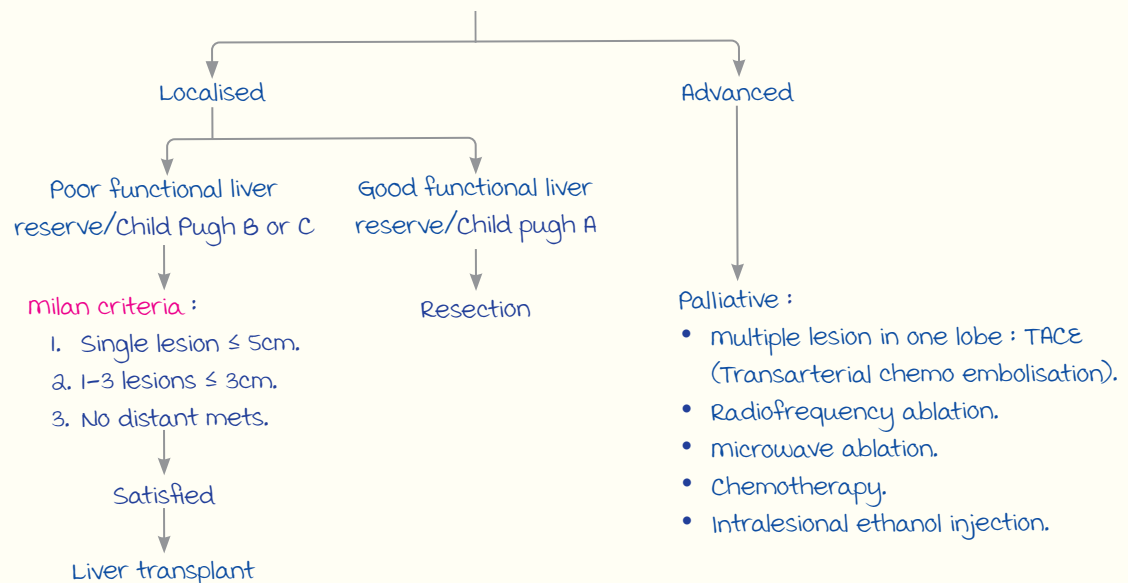 Localised
Advanced
Poor functional liver
reserve/Child Pugh B or C
Good functional liver
reserve/Child pugh A
Milan criteria :
1. Single lesion ≤ 5cm.
2. 1-3 lesions ≤ 3cm.
3. No distant mets.
Satisfied
Liver transplant
Resection
Palliative :
• multiple lesion in one lobe : TACE
(Transarterial chemo embolisation).
• Radiofrequency ablation.
• microwave ablation.
• Chemotherapy.
• Intralesional ethanol injection.